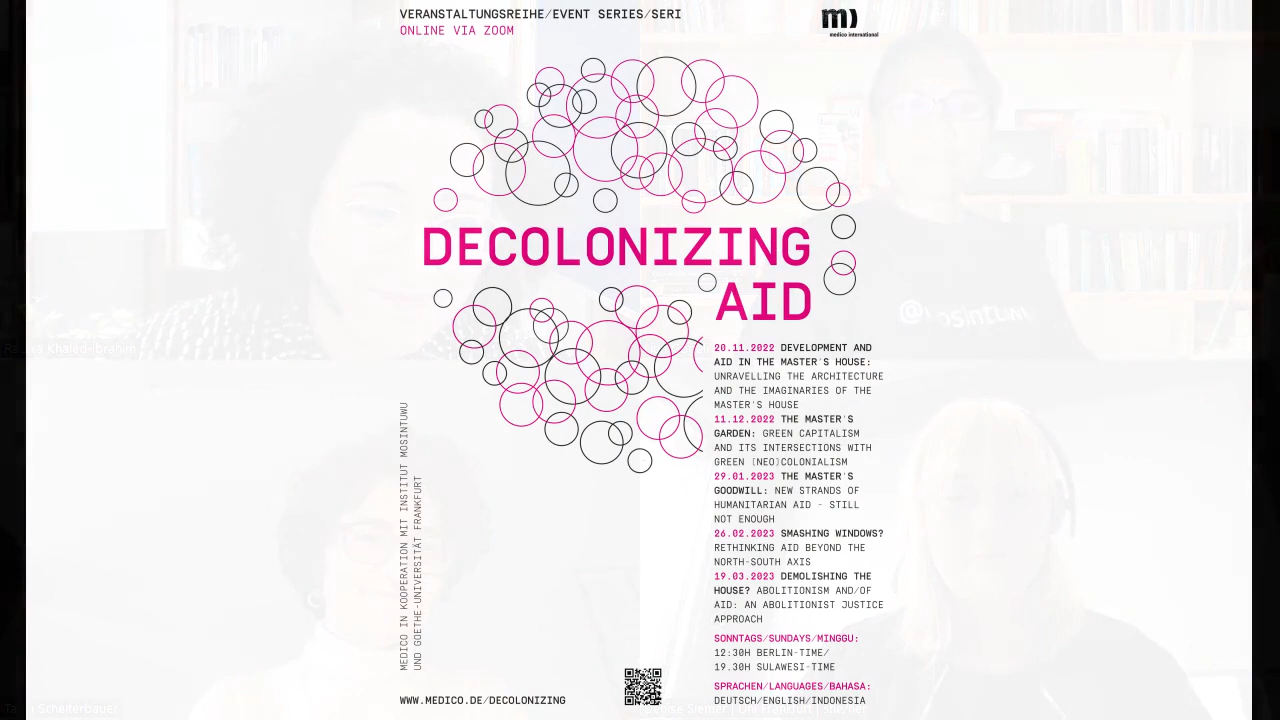 VERANSTALTUNGSREIHE/EVENT SERIES/SERI
ONLINE VIA ZOOM
m)
medico international
DECOLONIZING
AID
20.11.2022 DEVELOPMENT AND
AID IN THE MASTER'S HOUSE:
UNRAVELLING THE ARCHITECTURE
AND THE IMAGINARIES OF THE
MASTER'S HOUSE
11.12.2022 THE MASTER'S
GARDEN: GREEN CAPITALISM
AND ITS INTERSECTIONS WITH
GREEN (NEO)COLONIALISM
29.01.2023 THE MASTER'S
GOODWILL: NEW STRANDS OF
HUMANITARIAN AID - STILL
NOT ENOUGH
26.02.2023 SMASHING WINDOWS?
RETHINKING AID BEYOND THE
NORTH-SOUTH AXIS
19.03.2023 DEMOLISHING THE
HOUSE? ABOLITIONISM AND/OF
AID: AN ABOLITIONIST JUSTICE
APPROACH
SONNTAGS/SUNDAYS/MINGGU:
12:30H BERLIN-TIME/
19.30H SULAWESI-TIME
SPRACHEN/LANGUAGES/BAHASA:
DEUTSCH/ENGLISH/INDONESIA
MEDICO IN KOOPERATION MIT INSTITUT MOSINTUWU
UND GOETHE-UNIVERSITÄT FRANKFURT
WWW.MEDICO.DE/DECOLONIZING
Khaled-Ibrahim
Scheiterbauer